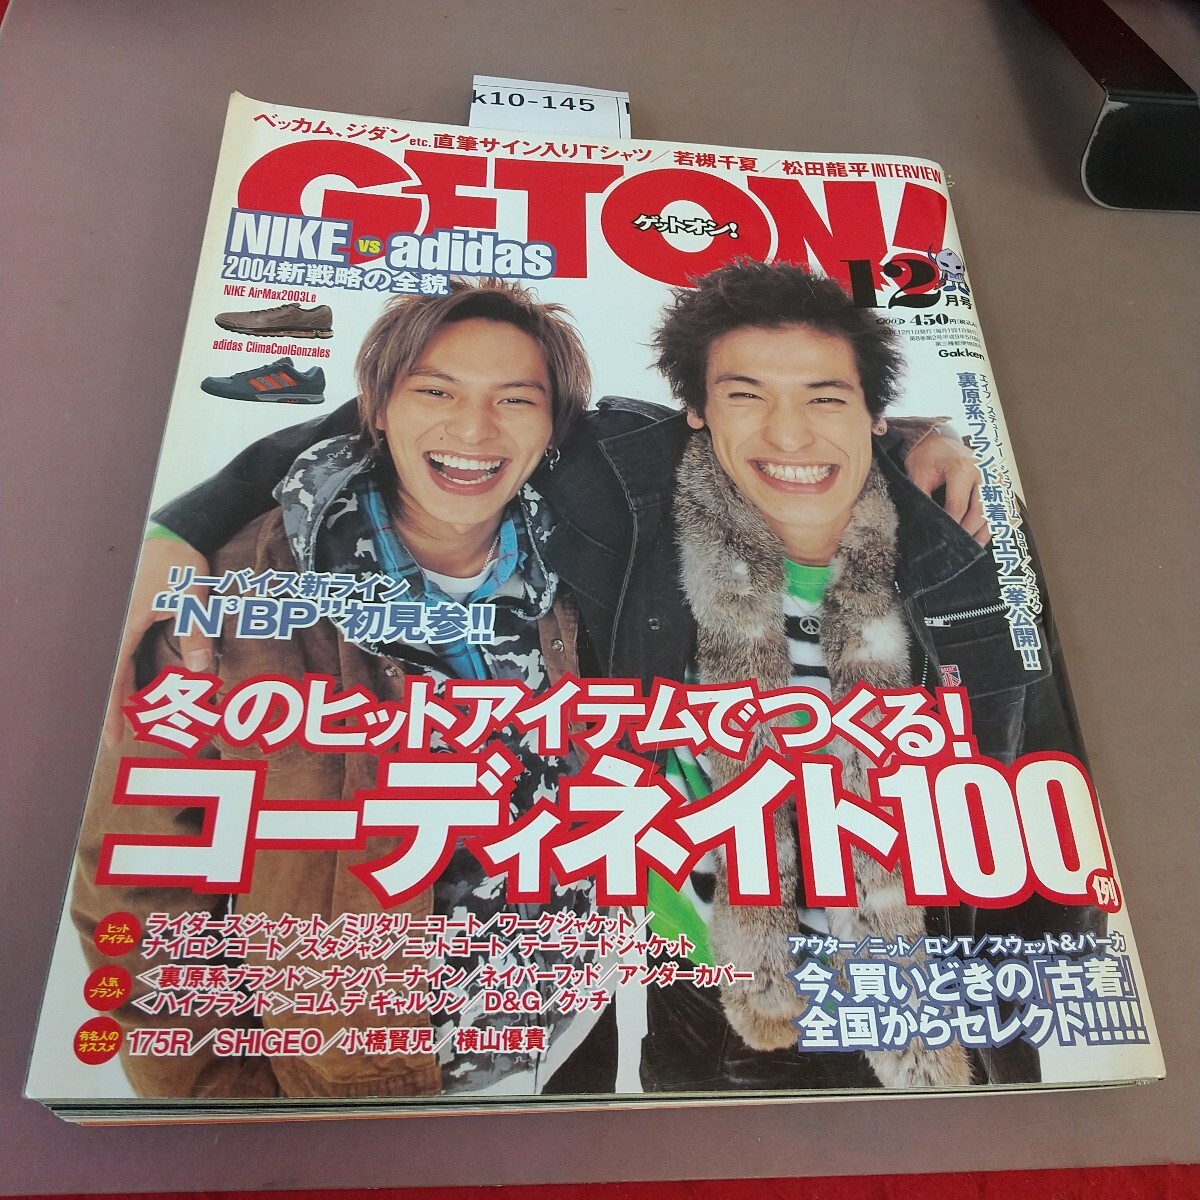 k10-145
ベッカム、ジダンetc.直筆サイン入りTシャツ／若槻千夏／松田龍平INTERVIEW
GET ON!
ゲットオン!
NIKE vs adidas
2004新戦略の全貌
NIKE AirMax2003Le
adidas ClimaCoolGonzales
12月号
2003 450円(税込み)
Gakken
裏原系ブランド新着ウエア一挙公開!!
リーバイス新ライン
“N³BP”初見参!!
冬のヒットアイテムでつくる!
コーディネイト100例
ヒットアイテム
ライダースジャケット／ミリタリーコート／ワークジャケット／
ナイロンコート／スタジャン／ニットコート／テーラードジャケット
人気ブランド
＜裏原系ブランド＞ナンバーナイン／ネイバーフッド／アンダーカバー
＜ハイブランド＞コム デ ギャルソン／D&G／グッチ
有名人のオススメ
175R／SHIGEO／小橋賢児／横山優貴
アウター／ニット／ロンT／スウェット&パーカ
今、買いどきの「古着」
全国からセレクト!!!!!